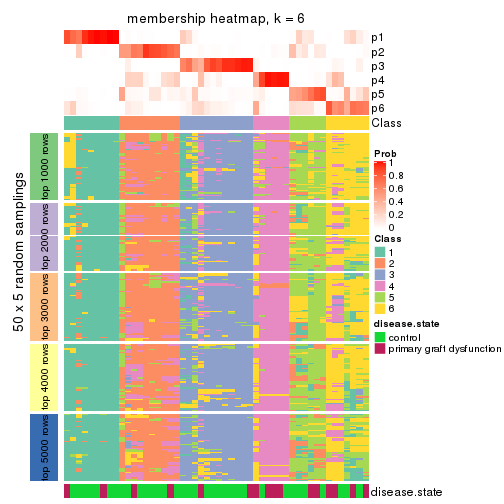 membership heatmap, k = 6
p1
p2
p3
p4
p5
p6
Class
50 x 5 random samplings
top 1000 rows
top 2000 rows
top 3000 rows
top 4000 rows
top 5000 rows
Prob
1
0.8
0.6
0.4
0.2
0
Class
1
2
3
4
5
6
disease.state
control
primary graft dysfunction
disease.state